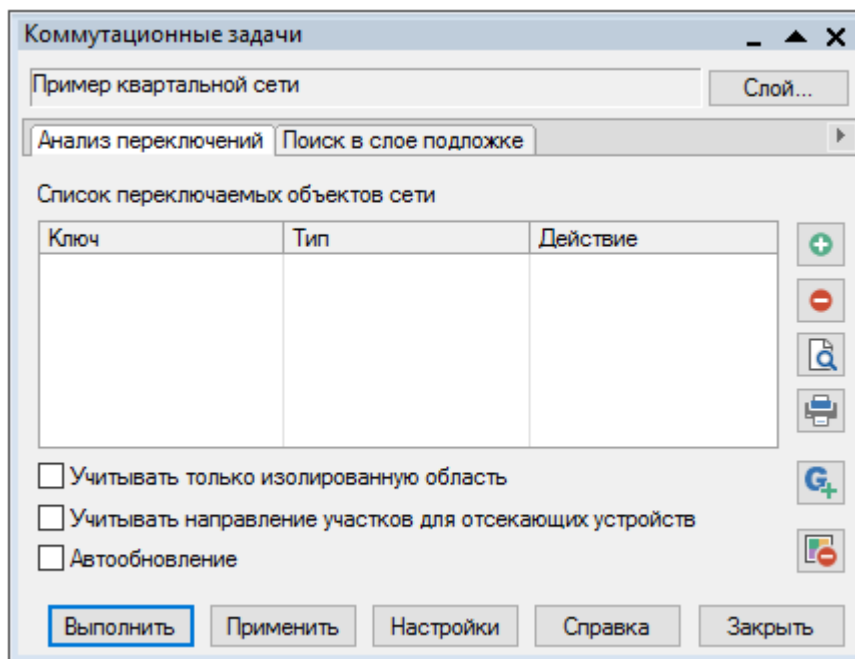 Коммутационные задачи
Пример квартальной сети
Слой...
Анализ переключений Поиск в слое подложке
Список переключаемых объектов сети
Ключ Тип Действие
Учитывать только изолированную область
Учитывать направление участков для отсекающих устройств
Автообновление
Выполнить Применить Настройки Справка Закрыть